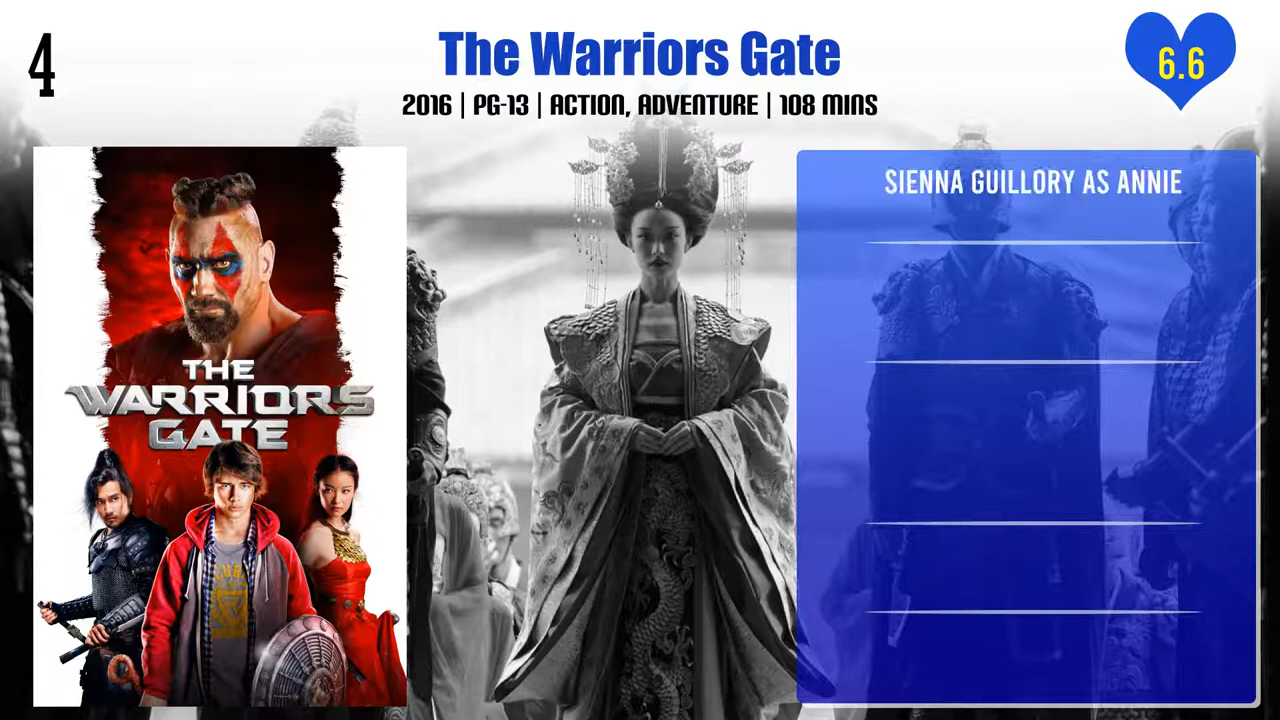 4
The Warriors Gate
6.6
2016 | PG-13 | ACTION, ADVENTURE | 108 MINS
SIENNA GUILLORY AS ANNIE
THE
WARRIORS
GATE